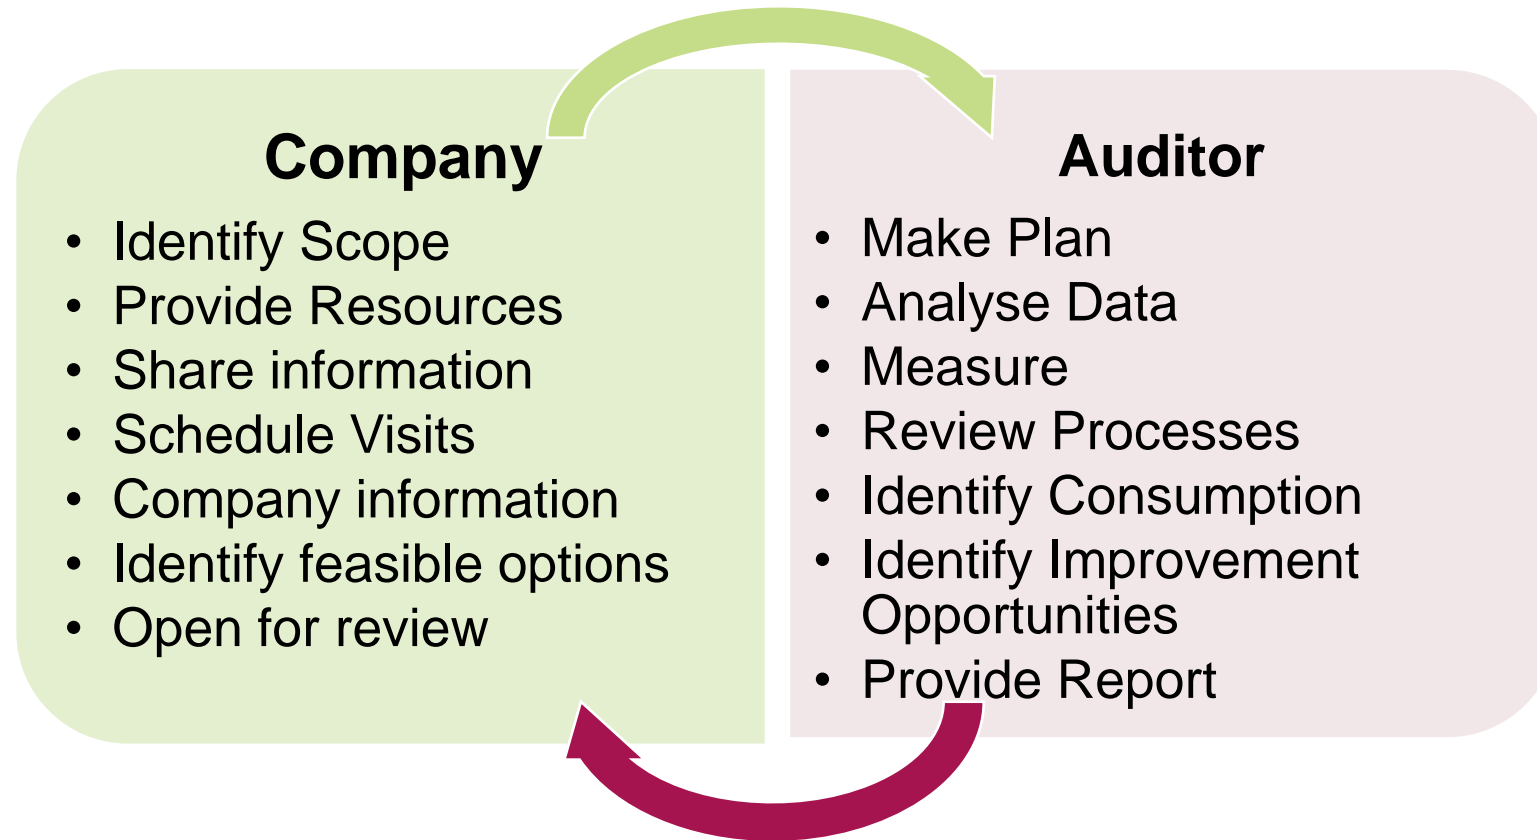 Company
• Identify Scope
• Provide Resources
• Share information
• Schedule Visits
• Company information
• Identify feasible options
• Open for review
Auditor
• Make Plan
• Analyse Data
• Measure
• Review Processes
• Identify Consumption
• Identify Improvement
Opportunities
• Provide Report